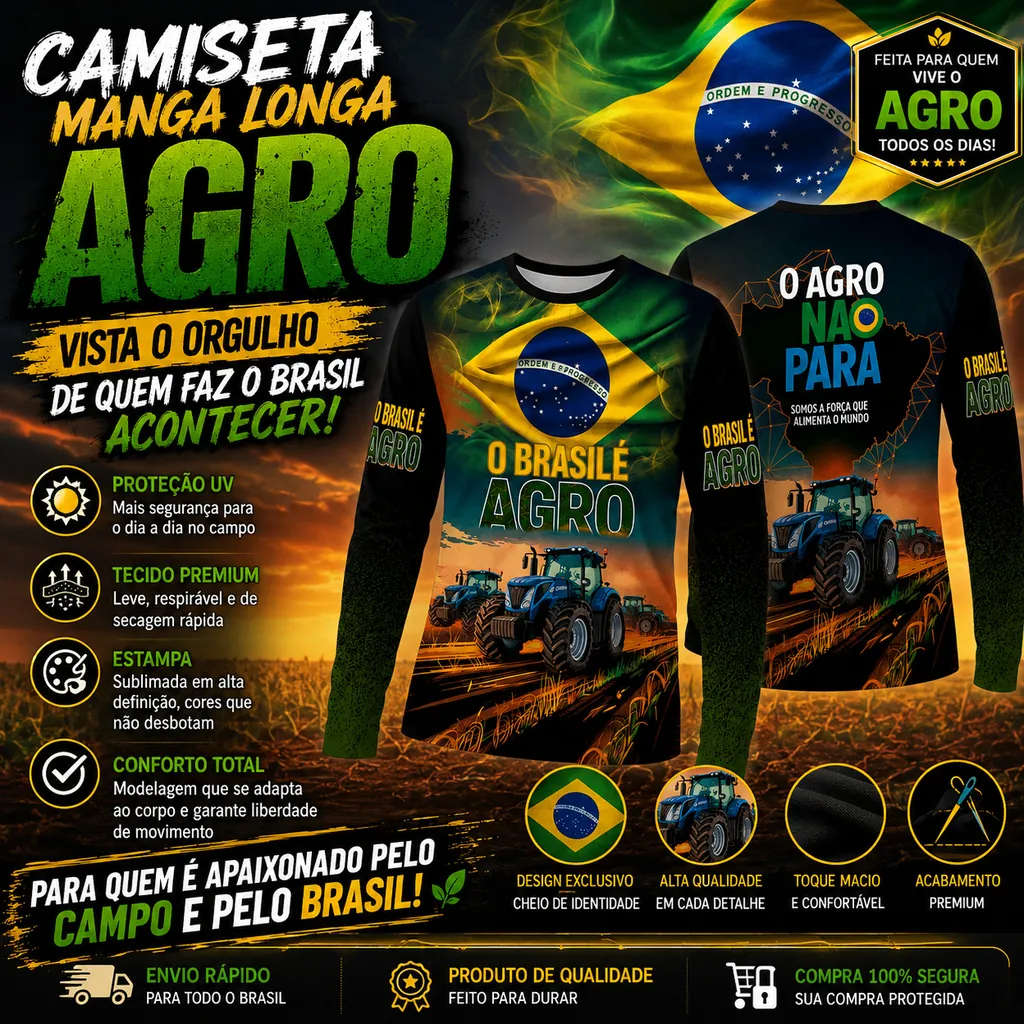 CAMISETA
MANGA LONGA
AGRO
VISTA O ORGULHO
DE QUEM FAZ O BRASIL
ACONTECER!
PROTEÇÃO UV
Mais segurança para
o dia a dia no campo
TECIDO PREMIUM
Leve, respirável e de
secagem rápida
ESTAMPA
Sublimada em alta
definição, cores que
não desbotam
CONFORTO TOTAL
Modelagem que se adapta
ao corpo e garante liberdade
de movimento
PARA QUEM É APAIXONADO PELO
CAMPO E PELO BRASIL!
ORDEM E PROGRESSO
FEITA PARA QUEM
VIVE O
AGRO
TODOS OS DIAS!
ORDEM E PROGRESSO
O BRASILÉ
AGRO
O BRASIL É
AGRO
O BRASIL É
AGRO
O AGRO
NÃO
PARA
SOMOS A FORÇA QUE
ALIMENTA O MUNDO
O BRASIL É
AGRO
DESIGN EXCLUSIVO
CHEIO DE IDENTIDADE
ALTA QUALIDADE
EM CADA DETALHE
TOQUE MACIO
E CONFORTÁVEL
ACABAMENTO
PREMIUM
ENVIO RÁPIDO
PARA TODO O BRASIL
PRODUTO DE QUALIDADE
FEITO PARA DURAR
COMPRA 100% SEGURA
SUA COMPRA PROTEGIDA